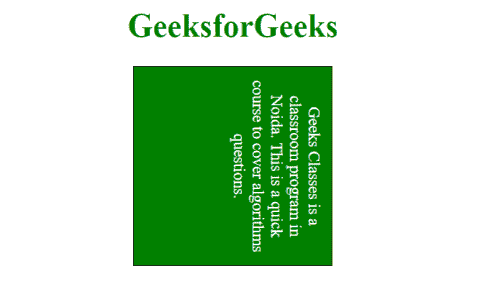 GeeksforGeeks
Geeks Classes is a
classroom program in
Noida. This is a quick
course to cover algorithms
questions.